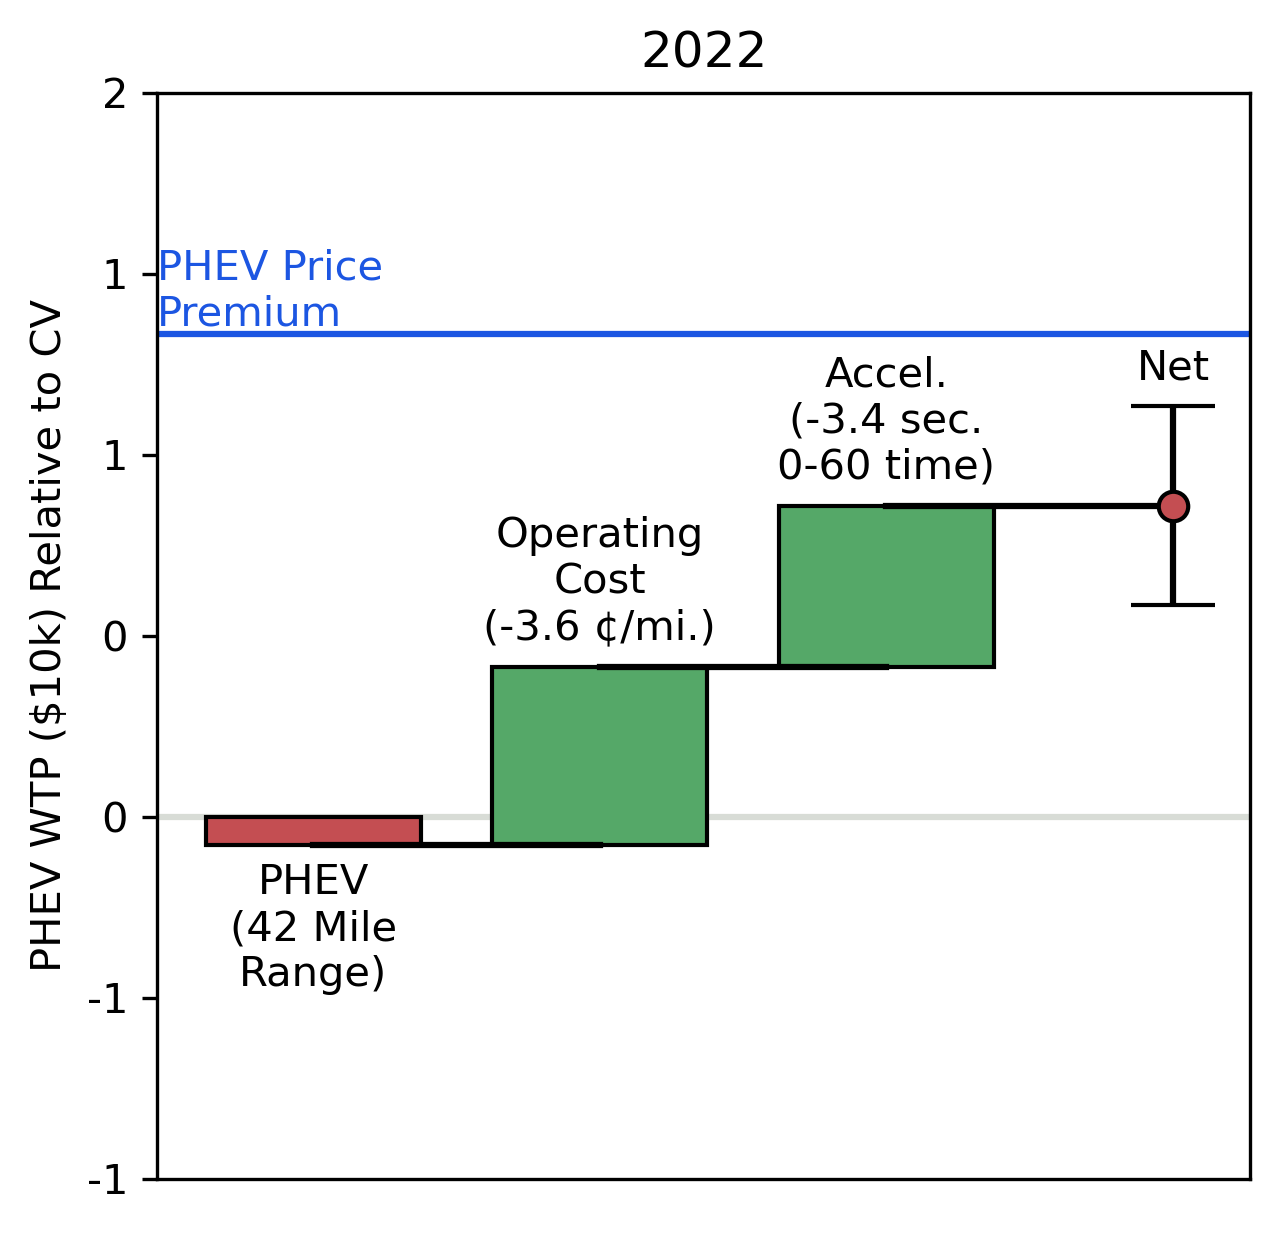 2022
2
1
1
0
0
-1
-1
PHEV WTP ($10k) Relative to CV
PHEV Price
Premium
Net
Accel.
(-3.4 sec.
0-60 time)
Operating
Cost
(-3.6 ¢/mi.)
PHEV
(42 Mile
Range)